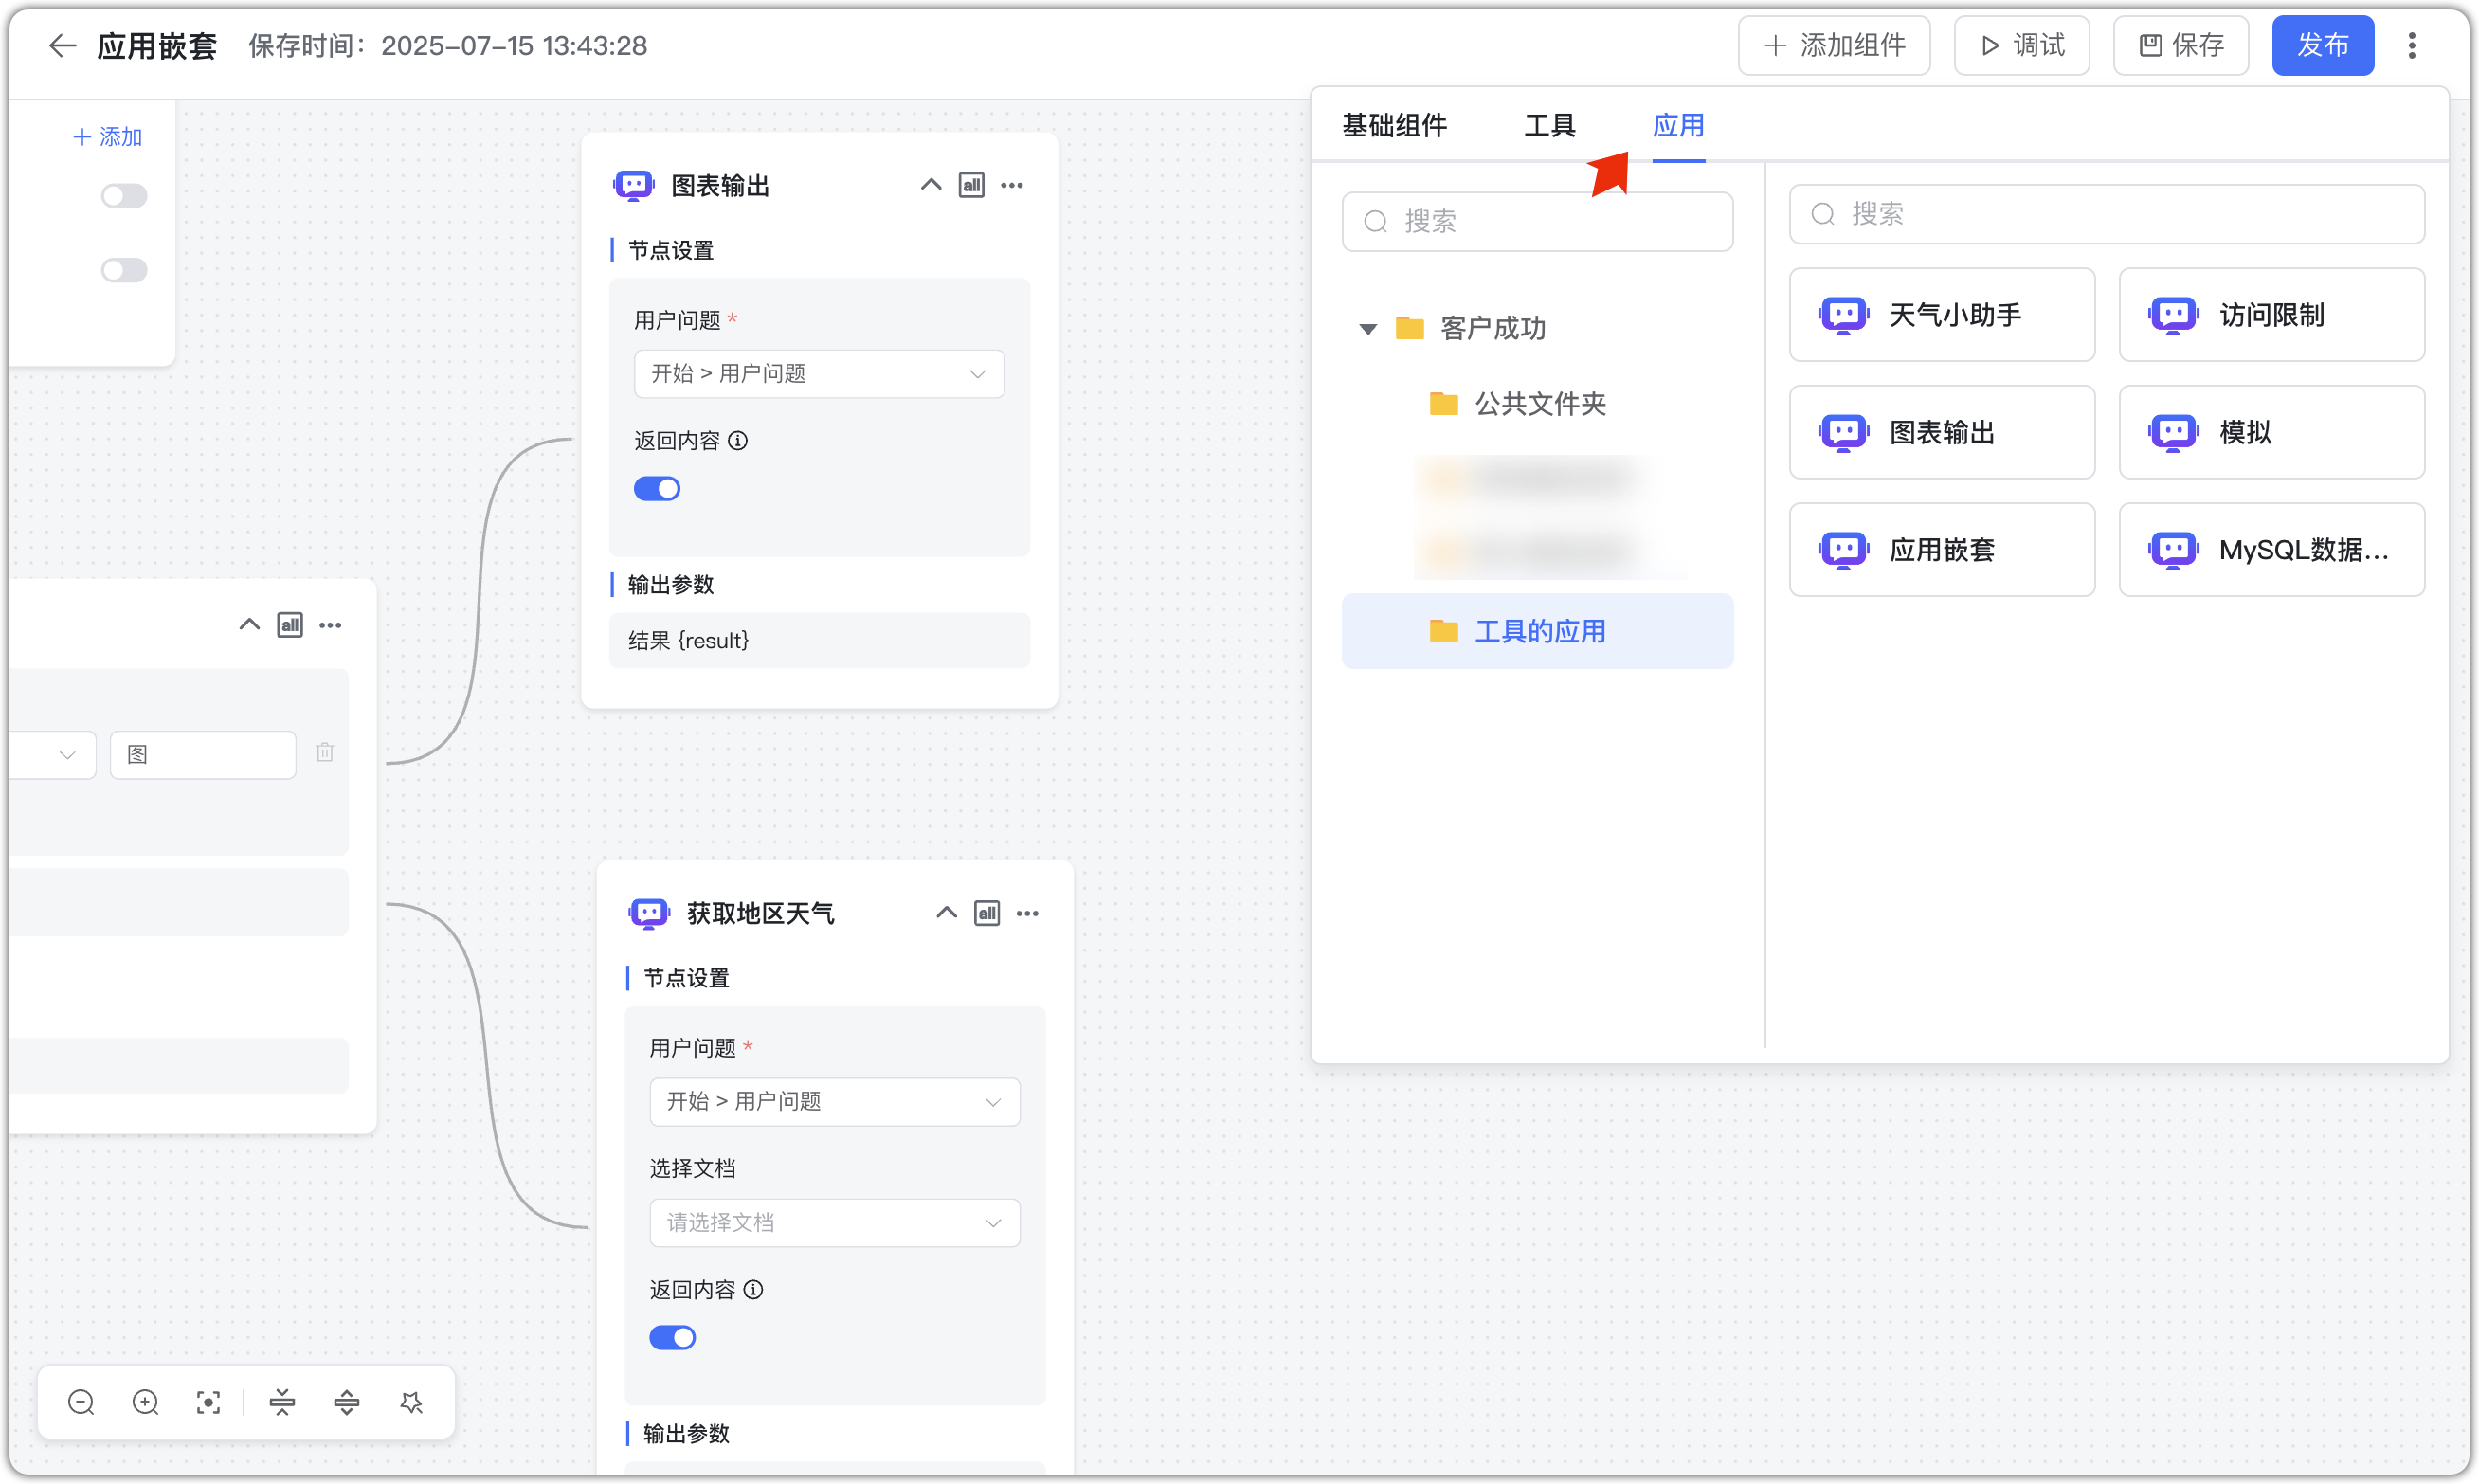 应用嵌套 保存时间：2025-07-15 13:43:28
添加组件 调试 保存 发布
添加
图
all
图表输出
all
节点设置
用户问题 *
开始 > 用户问题
返回内容
输出参数
结果 {result}
获取地区天气
all
节点设置
用户问题 *
开始 > 用户问题
选择文档
请选择文档
返回内容
输出参数
基础组件 工具 应用
搜索
客户成功
公共文件夹
工具的应用
搜索
天气小助手 访问限制
图表输出 模拟
应用嵌套 MySQL数据...